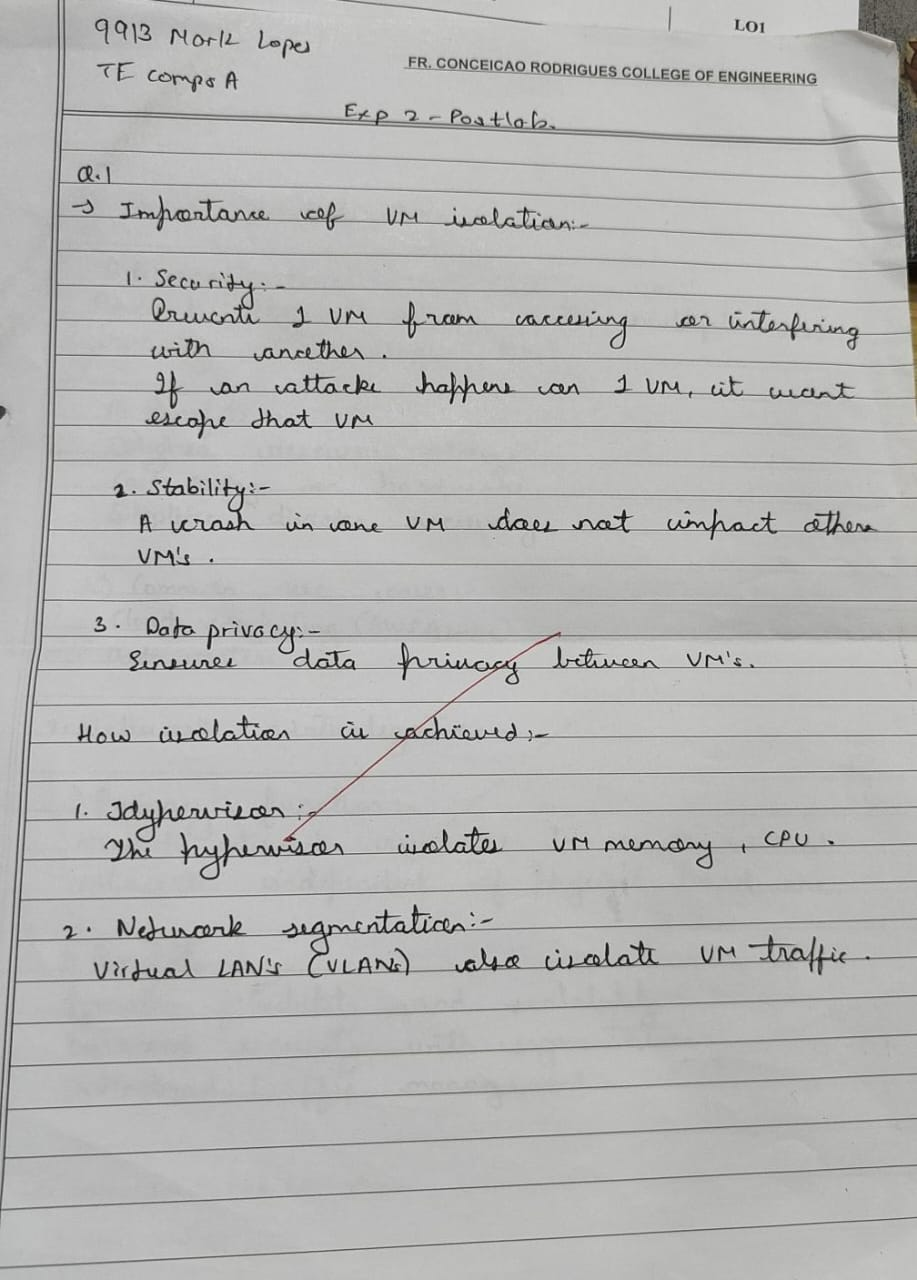 LO1
9913 Mark Lopes
FR. CONCEICAO RODRIGUES COLLEGE OF ENGINEERING
TE comps A
Exp 2 - Postlab.
Q.1
→ Importance of VM isolation:-
1. Security:-
Prevents 1 VM from accessing or interfering
with another.
If an attack happens on 1 VM, it want
escape that VM
2. Stability:-
A crash in one VM does not impact other
VM's.
3. Data privacy:-
Ensures data privacy between VM's.
How isolation is achieved:-
1. Hypervisor:-
The hypervisor isolates VM memory, CPU.
2. Network segmentation:-
Virtual LAN's (VLANs) also isolate VM traffic.